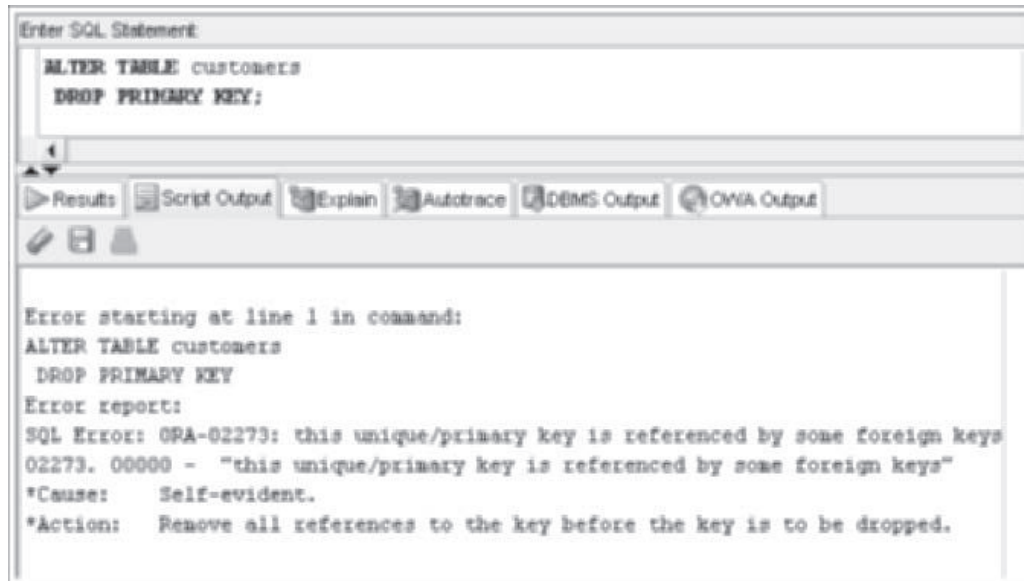 Enter SQL Statement:
ALTER TABLE customers
DROP PRIMARY KEY;
Results Script Output Explain Autotrace DBMS Output OWA Output
Error starting at line 1 in command:
ALTER TABLE customers
DROP PRIMARY KEY
Error report:
SQL Error: ORA-02273: this unique/primary key is referenced by some foreign keys
02273. 00000 - "this unique/primary key is referenced by some foreign keys"
*Cause: Self-evident.
*Action: Remove all references to the key before the key is to be dropped.